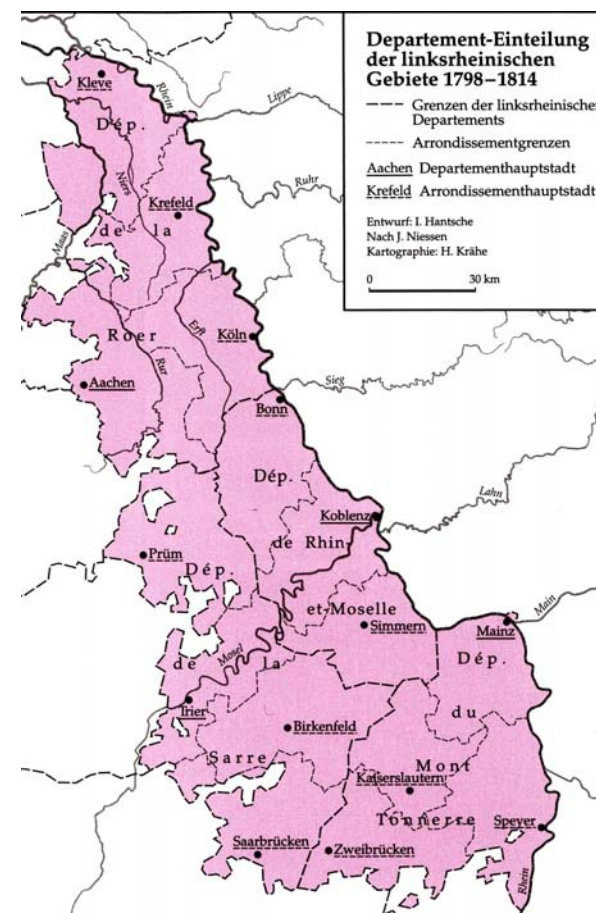 Departement-Einteilung
der linksrheinischen
Gebiete 1798–1814
Grenzen der linksrheinischen
Departements
Arrondissementgrenzen
Aachen Departementhauptstadt
Krefeld Arrondissementhauptstadt
Entwurf: I. Hantsche
Nach J. Niessen
Kartographie: H. Krähe
0 30 km
Kleve
Rhein
Lippe
Dép.
Niers
Ruhr
Krefeld
de la
Maas
Roer
Erft
Köln
Rur
Aachen
Sieg
Bonn
Dép.
Lahn
Koblenz
de Rhin
Prüm
Dép.
et-Moselle
Simmern
Main
Mainz
Mosel
de la
Dép.
Trier
du
Birkenfeld
Sarre
Mont
Kaiserslautern
Tonnerre
Speyer
Saarbrücken
Zweibrücken
Rhein